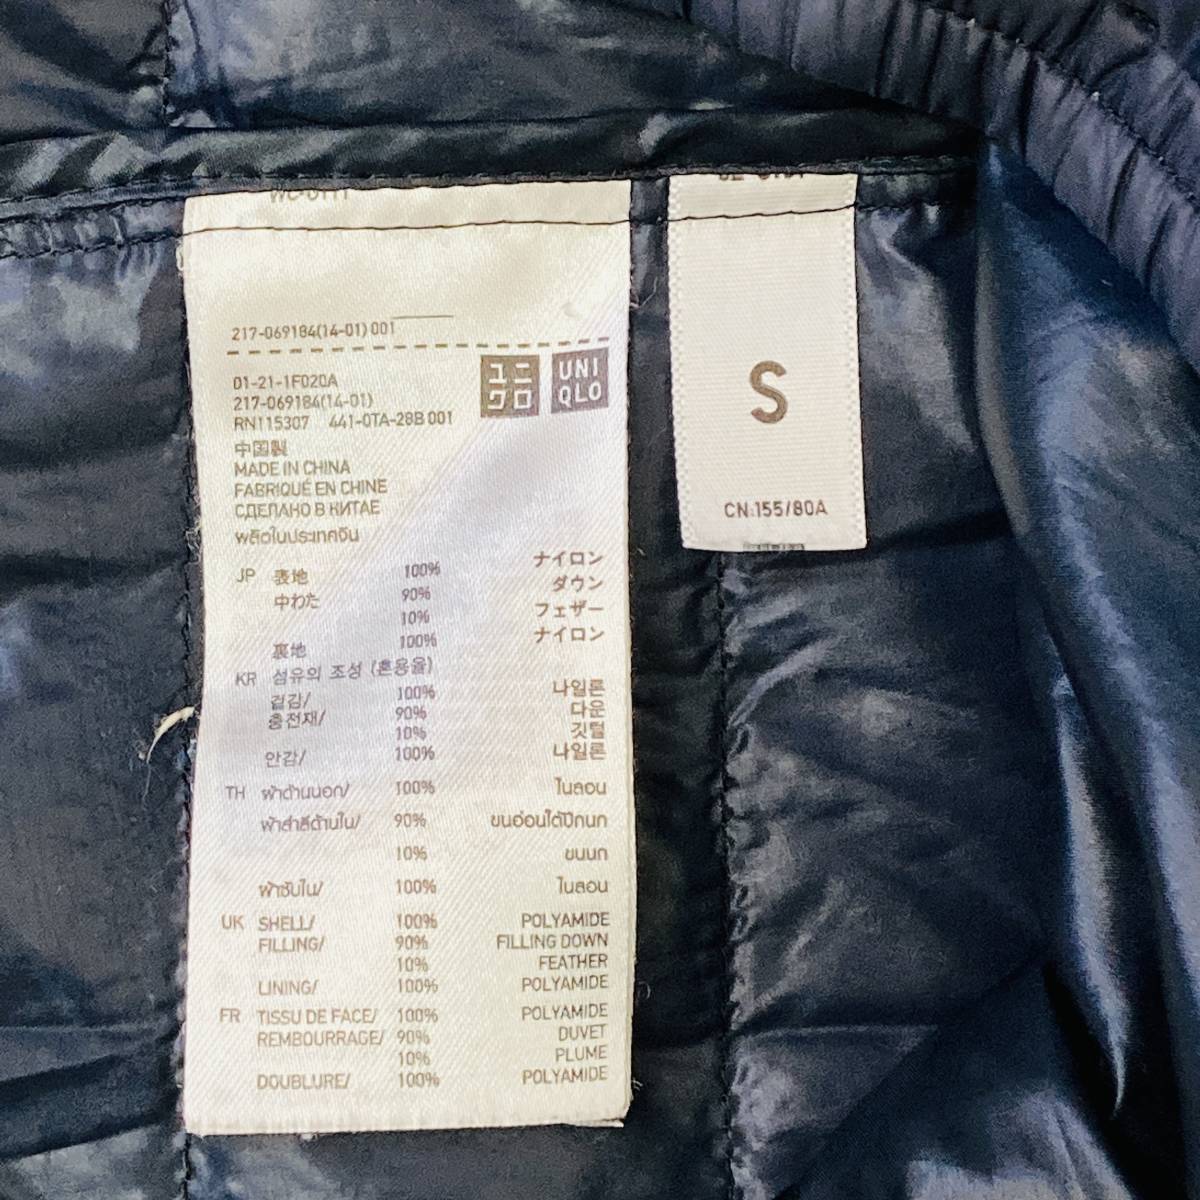 217-069184(14-01) 001
ユニ
クロ
UNI
QLO
01-21-1F020A
217-069184(14-01)
RN115307 441-0TA-28B 001
中国製
MADE IN CHINA
FABRIQUÉ EN CHINE
СДЕЛАНО В КИТАЕ
ผลิตในประเทศจีน
JP 表地 100% ナイロン
中わた 90% ダウン
10% フェザー
裏地 100% ナイロン
KR 섬유의 조성 (혼용율)
겉감/ 100% 나일론
충전재/ 90% 다운
10% 깃털
안감/ 100% 나일론
TH ผ้าด้านนอก/ 100% ไนลอน
ผ้าสำลีด้านใน/ 90% ขนอ่อนใต้ปีกนก
10% ขนนก
ผ้าซับใน/ 100% ไนลอน
UK SHELL/ 100% POLYAMIDE
FILLING/ 90% FILLING DOWN
10% FEATHER
LINING/ 100% POLYAMIDE
FR TISSU DE FACE/ 100% POLYAMIDE
REMBOURRAGE/ 90% DUVET
10% PLUME
DOUBLURE/ 100% POLYAMIDE
S
CN:155/80A